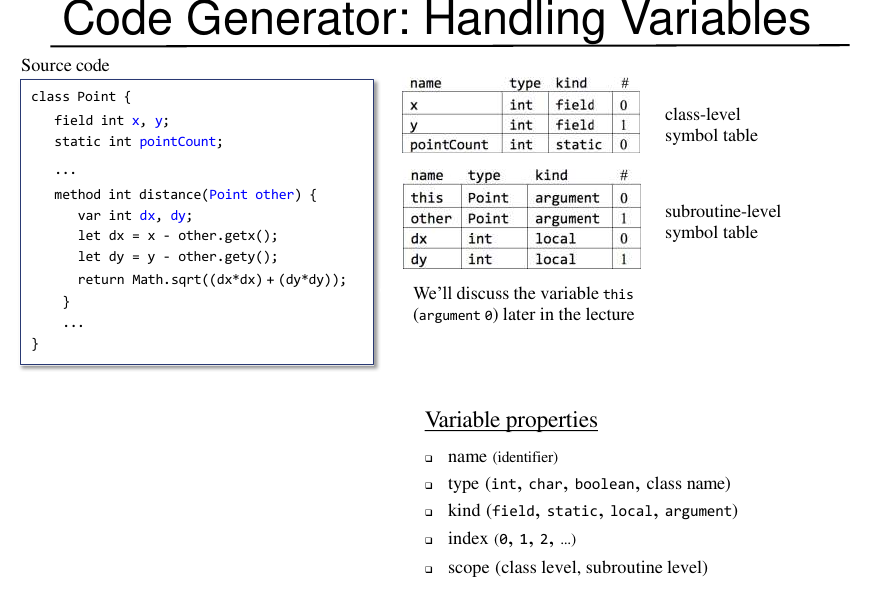 Code Generator: Handling Variables
Source code
class Point {
field int x, y;
static int pointCount;
...
method int distance(Point other) {
var int dx, dy;
let dx = x - other.getx();
let dy = y - other.gety();
return Math.sqrt((dx*dx) + (dy*dy));
}
...
}
name type kind #
x int field 0
y int field 1
pointCount int static 0
class-level
symbol table
name type kind #
this Point argument 0
other Point argument 1
dx int local 0
dy int local 1
subroutine-level
symbol table
We'll discuss the variable this
(argument 0) later in the lecture
Variable properties
name (identifier)
type (int, char, boolean, class name)
kind (field, static, local, argument)
index (0, 1, 2, ...)
scope (class level, subroutine level)